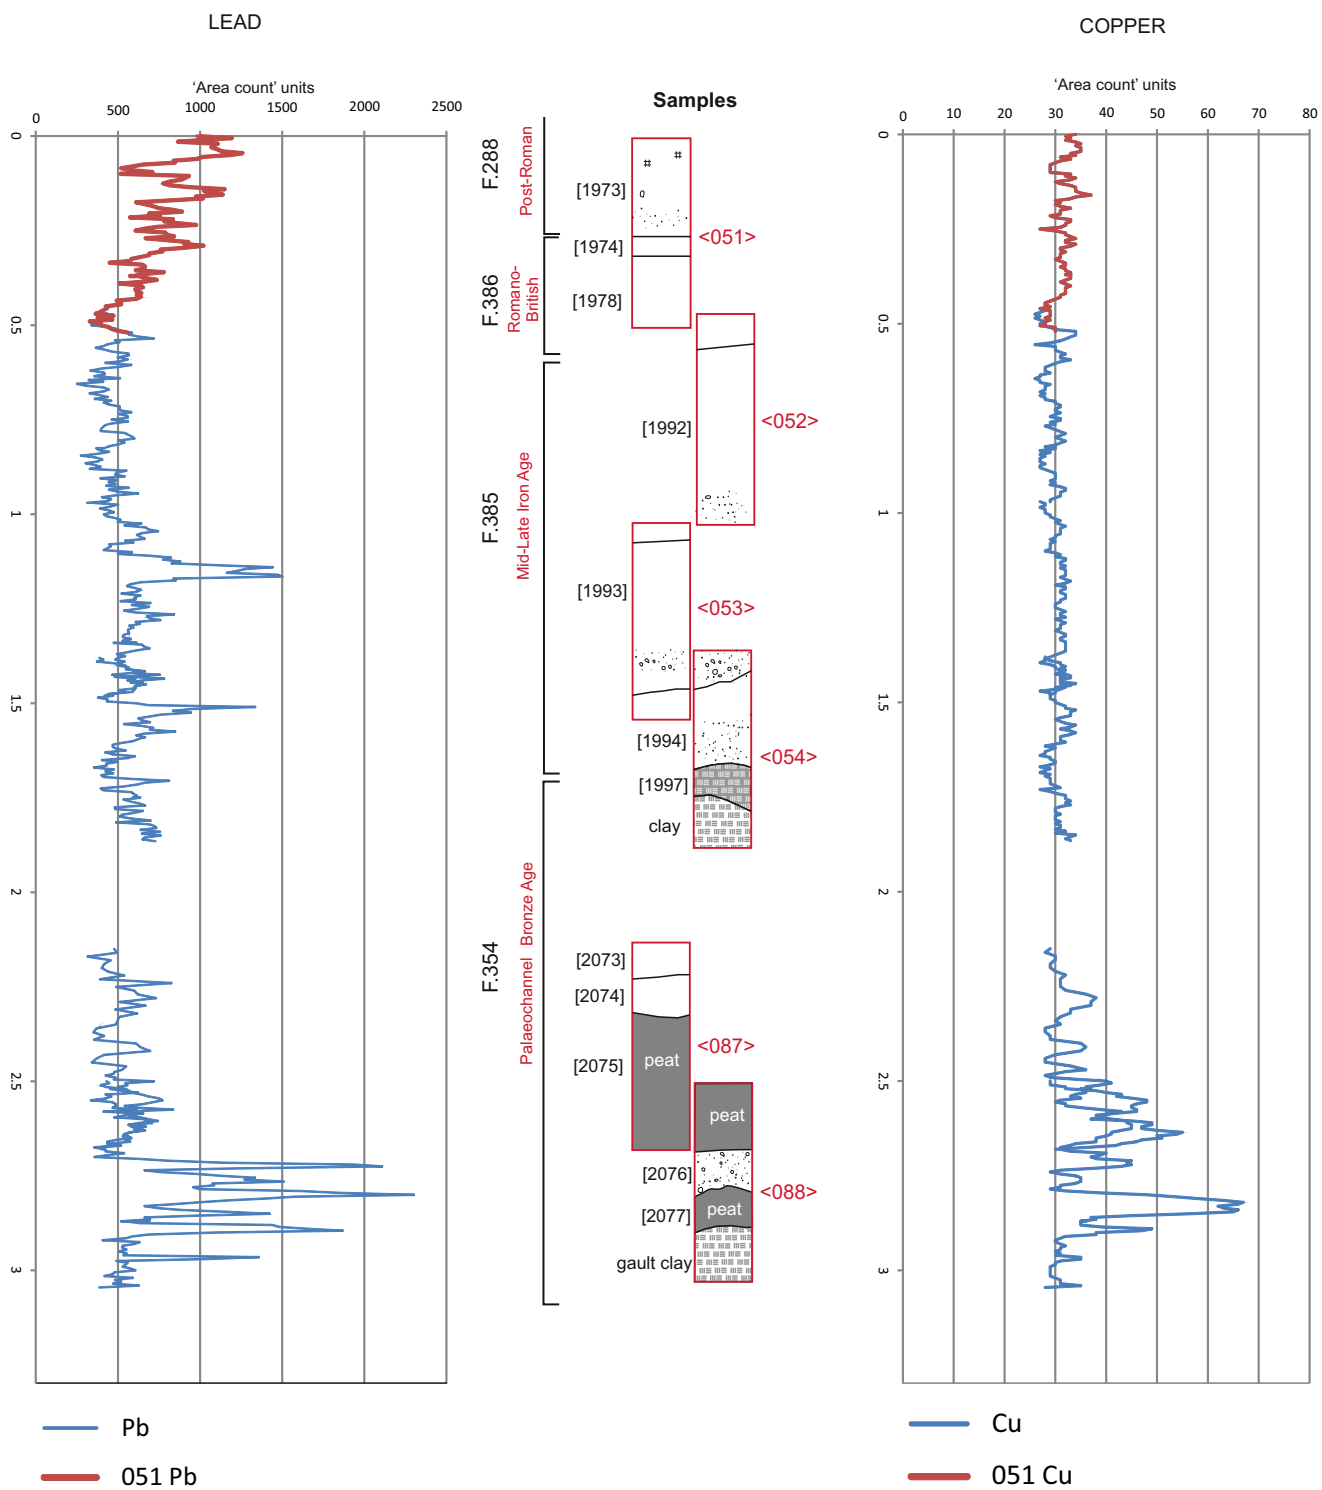 LEAD
'Area count' units
0
500
1000
1500
2000
2500
0
0.5
1
1.5
2
2.5
3
Pb
051 Pb
F.288
Post-Roman
F.386
Romano-
British
F.385
Mid-Late Iron Age
F.354
Palaeochannel Bronze Age
Samples
[1973]
[1974]
[1978]
<051>
[1992]
<052>
[1993]
<053>
[1994]
[1997]
clay
<054>
[2073]
[2074]
[2075]
peat
<087>
peat
[2076]
[2077]
peat
gault clay
<088>
COPPER
'Area count' units
0
10
20
30
40
50
60
70
80
0
0.5
1
1.5
2
2.5
3
Cu
051 Cu